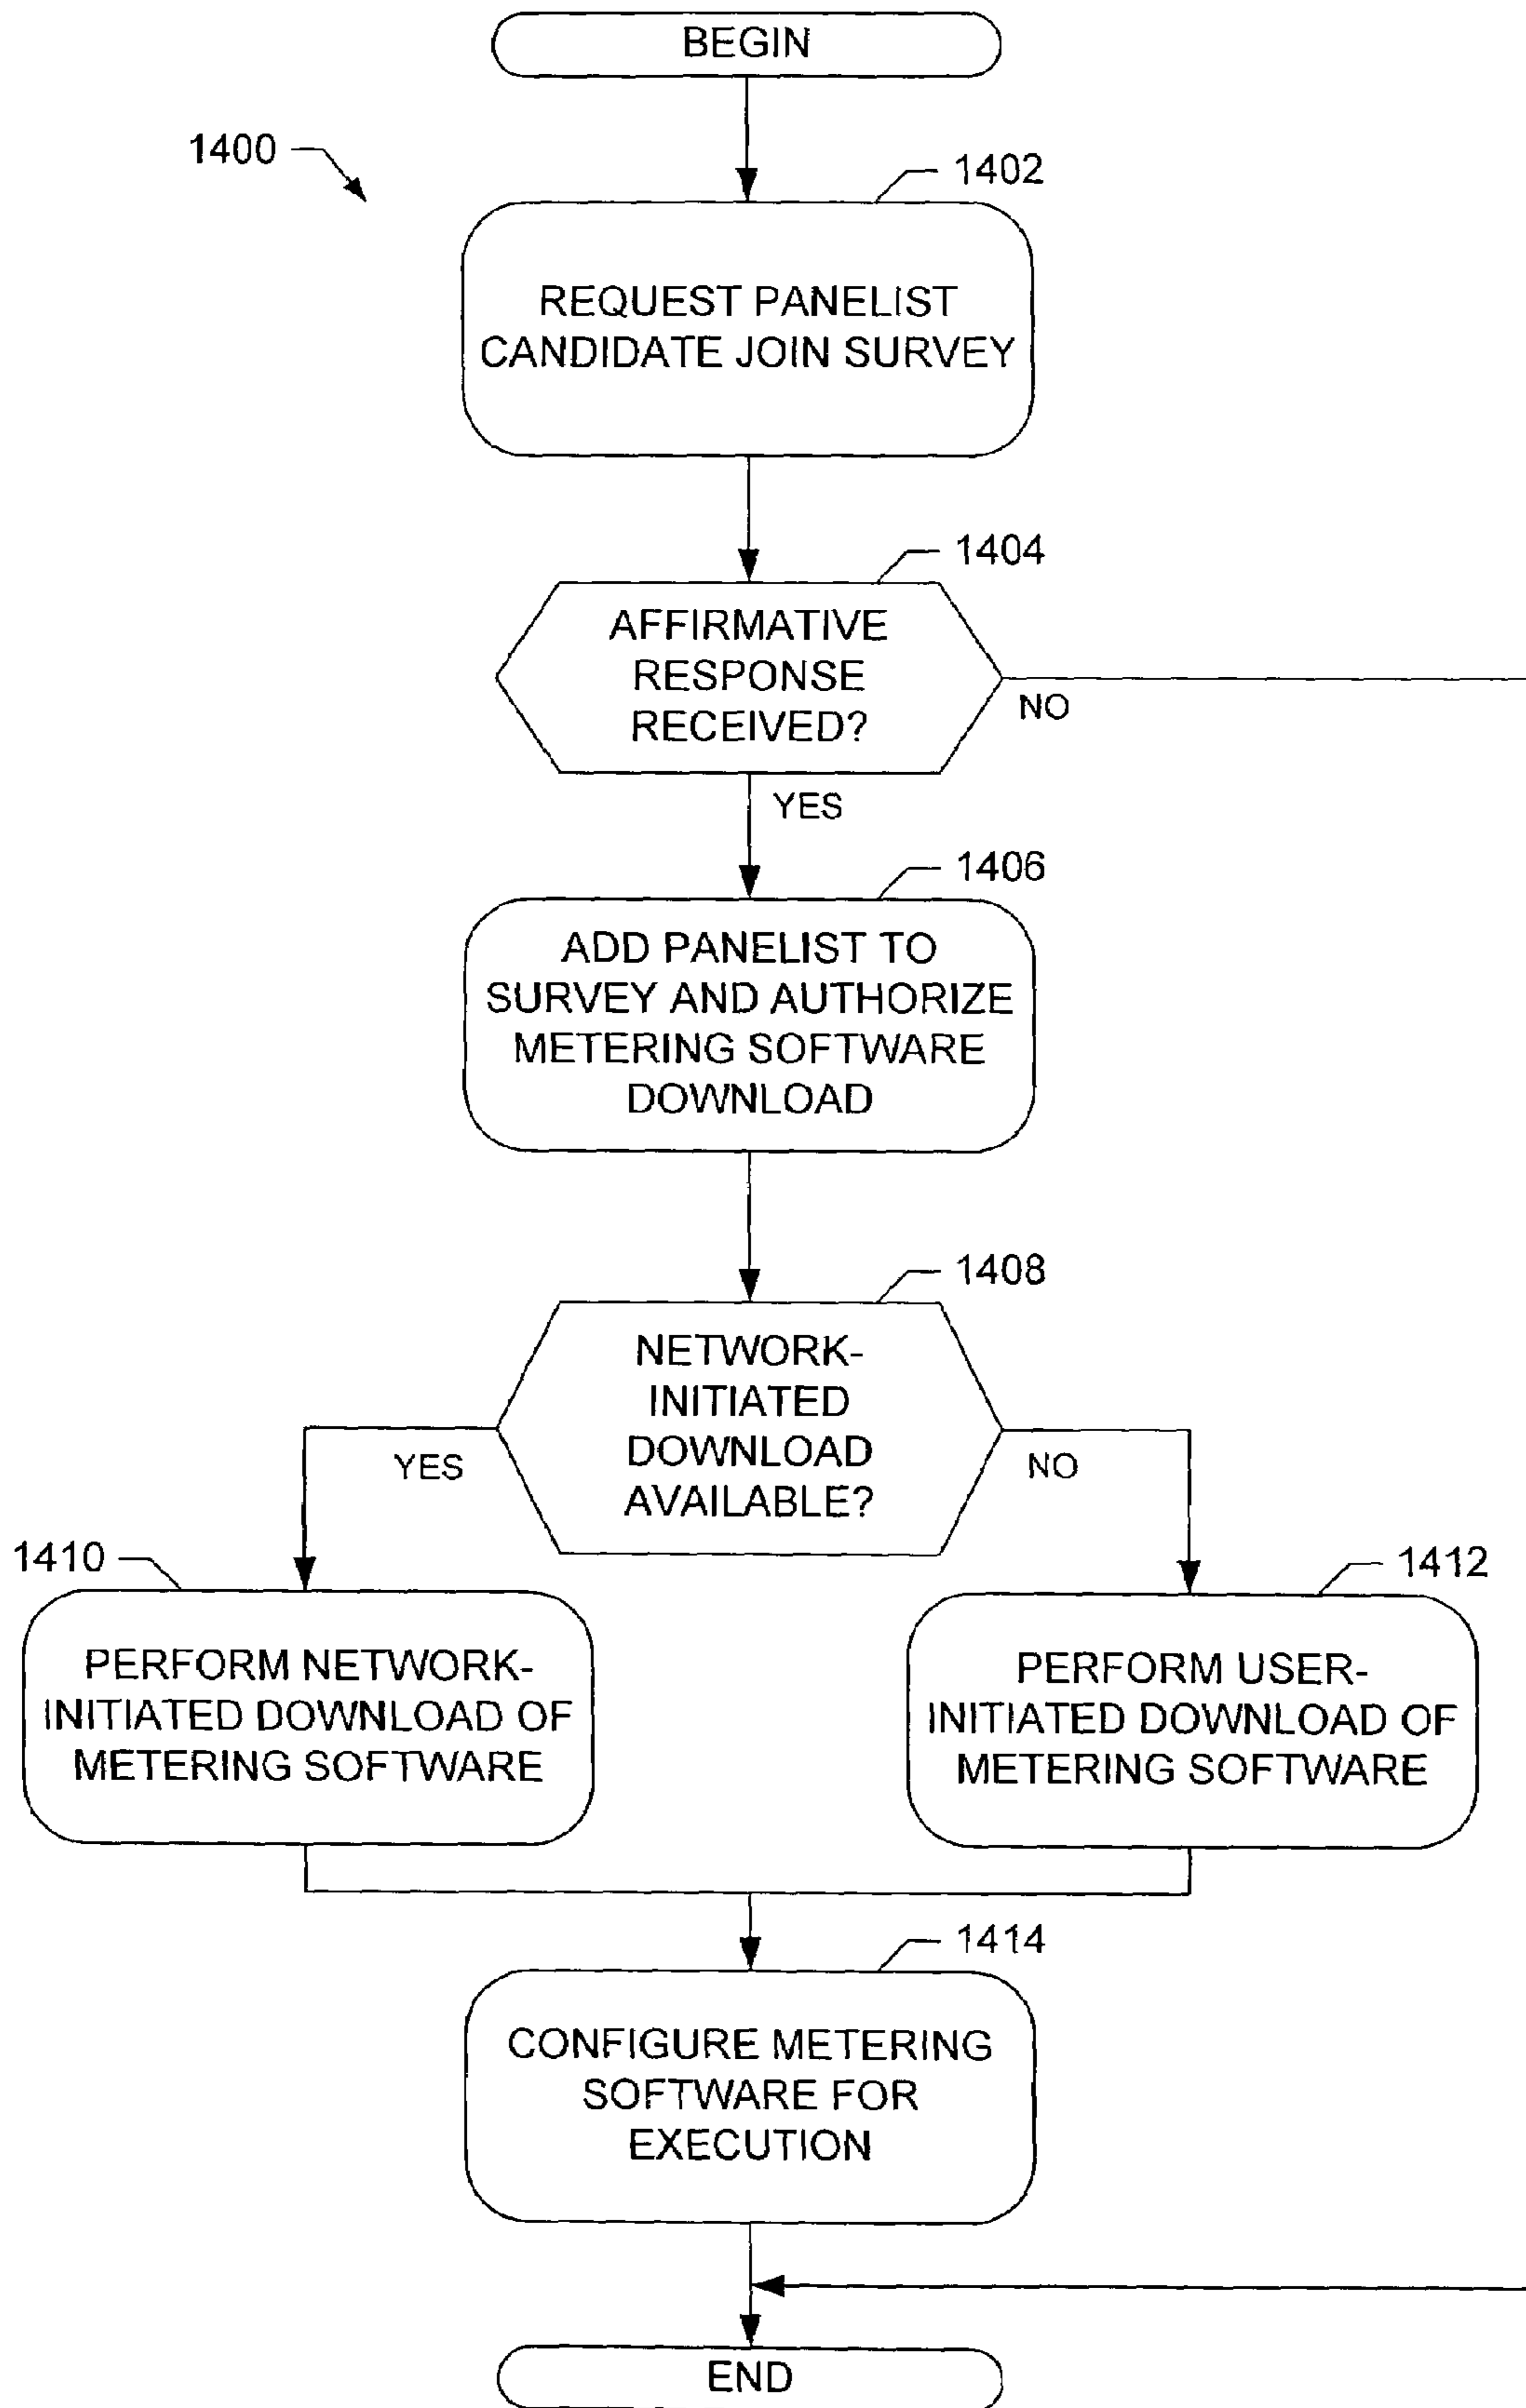 BEGIN
1400
1402
REQUEST PANELIST
CANDIDATE JOIN SURVEY
1404
AFFIRMATIVE
RESPONSE
RECEIVED?
NO
YES
1406
ADD PANELIST TO
SURVEY AND AUTHORIZE
METERING SOFTWARE
DOWNLOAD
1408
NETWORK-
INITIATED
DOWNLOAD
AVAILABLE?
YES
NO
1410
PERFORM NETWORK-
INITIATED DOWNLOAD OF
METERING SOFTWARE
1412
PERFORM USER-
INITIATED DOWNLOAD OF
METERING SOFTWARE
1414
CONFIGURE METERING
SOFTWARE FOR
EXECUTION
END